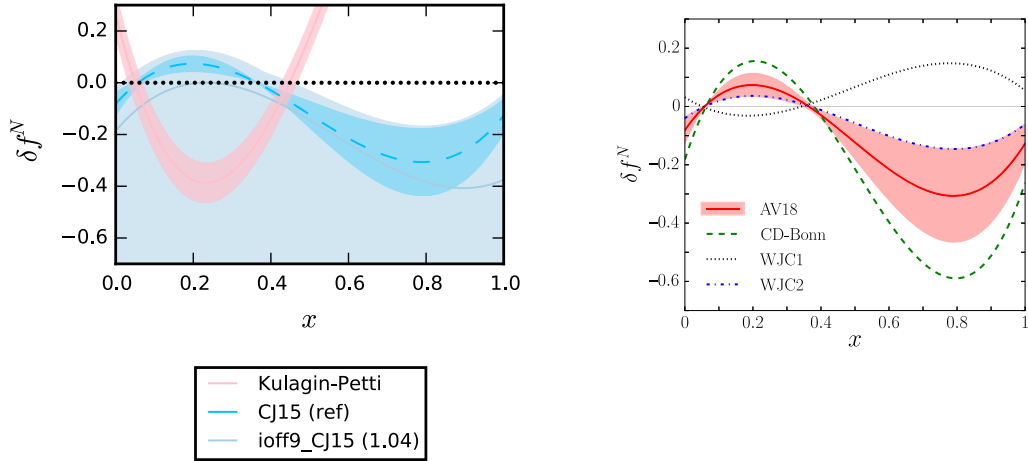 0.0
−0.2
−0.4
−0.6
δf^N
0.0 0.2 0.4 0.6 0.8 1.0
x
Kulagin-Petti
CJ15 (ref)
ioff9_CJ15 (1.04)
0.2
0
−0.2
−0.4
−0.6
δf^N
AV18
CD-Bonn
WJC1
WJC2
0 0.2 0.4 0.6 0.8 1
x